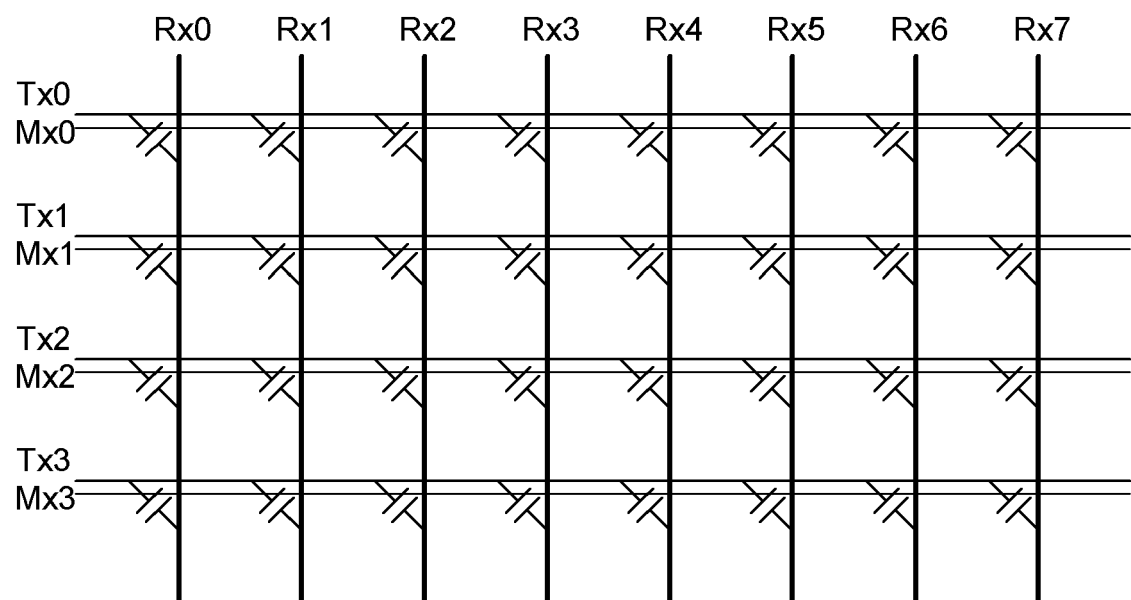 Rx0 Rx1 Rx2 Rx3 Rx4 Rx5 Rx6 Rx7
Tx0
Mx0
Tx1
Mx1
Tx2
Mx2
Tx3
Mx3